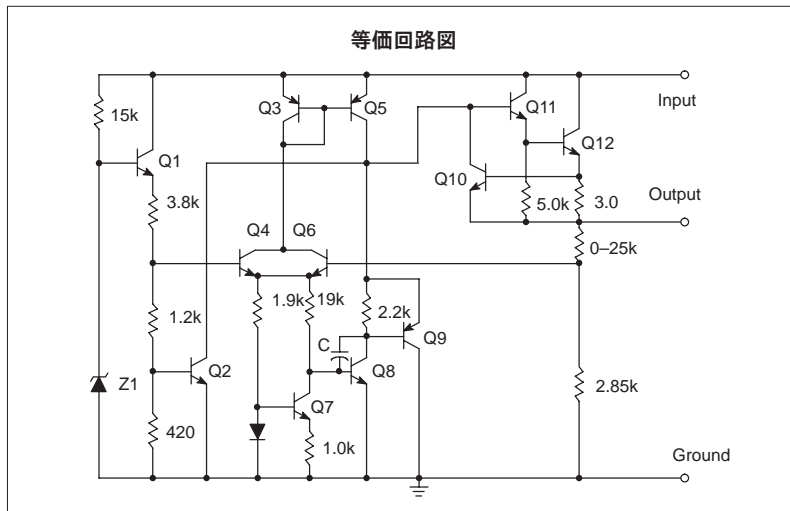 等価回路図
Input
Q3
Q5
Q11
15k
Q12
Q1
Q10
5.0k
3.0
Output
3.8k
0–25k
Q4
Q6
1.9k
19k
2.2k
1.2k
C
Q9
Z1
Q2
Q8
2.85k
Q7
420
1.0k
Ground